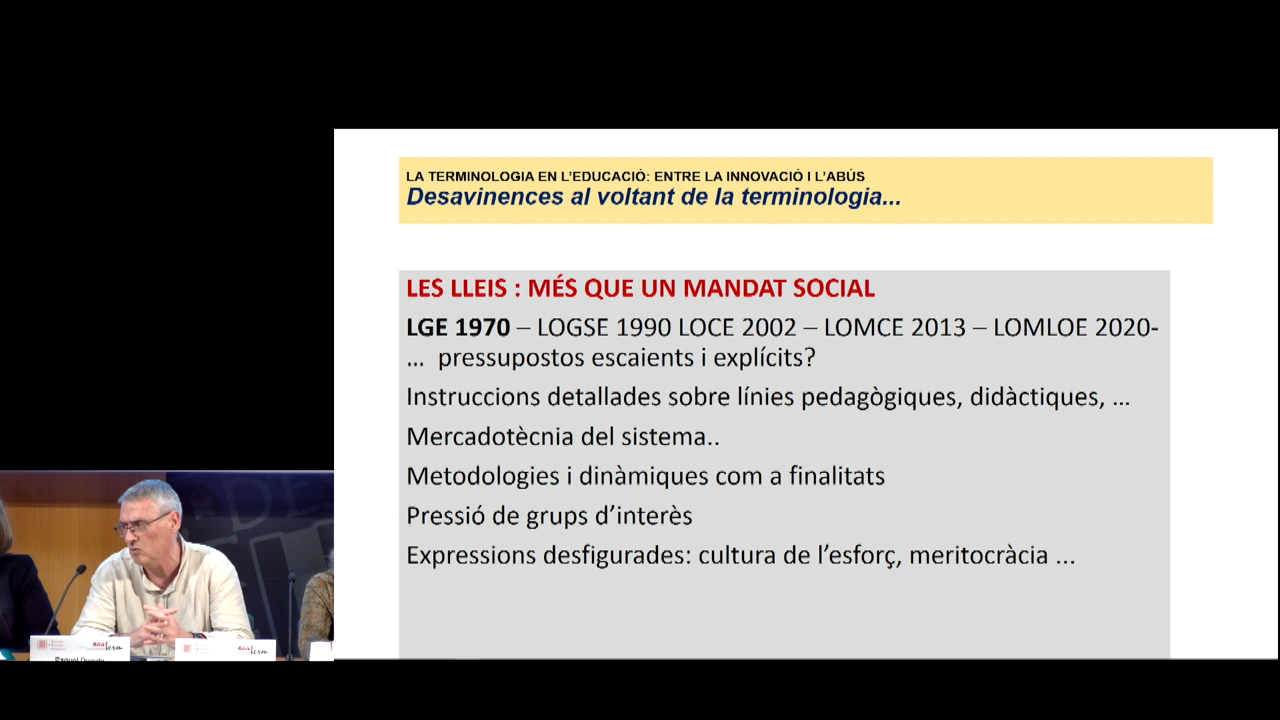 LA TERMINOLOGIA EN L'EDUCACIÓ: ENTRE LA INNOVACIÓ I L'ABÚS
Desavinences al voltant de la terminologia...
LES LLEIS : MÉS QUE UN MANDAT SOCIAL
LGE 1970 – LOGSE 1990 LOCE 2002 – LOMCE 2013 – LOMLOE 2020-
... pressupostos escaients i explícits?
Instruccions detallades sobre línies pedagògiques, didàctiques, ...
Mercadotècnia del sistema..
Metodologies i dinàmiques com a finalitats
Pressió de grups d'interès
Expressions desfigurades: cultura de l'esforç, meritocràcia ...